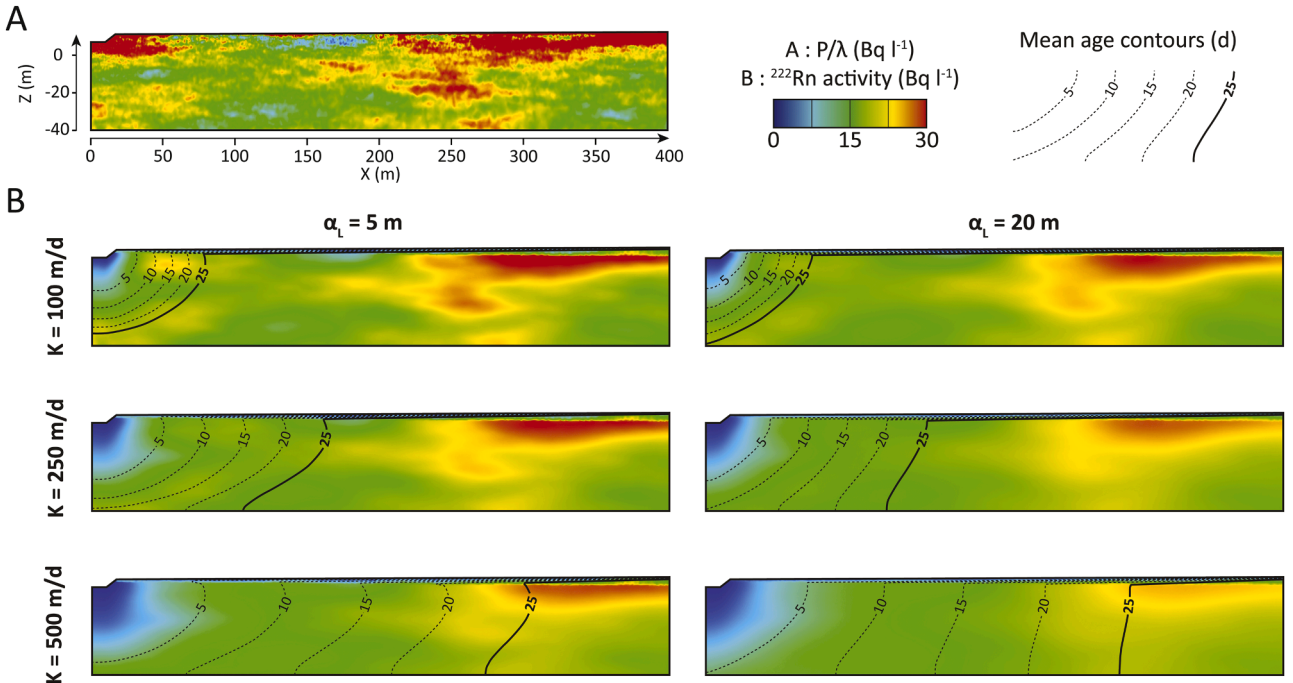 A
Z (m)
0
-20
-40
0 50 100 150 200 250 300 350 400
X (m)
A : P/λ (Bq l⁻¹)
B : ²²²Rn activity (Bq l⁻¹)
0 15 30
Mean age contours (d)
5 10 15 20 25
B
α_L = 5 m
α_L = 20 m
K = 100 m/d
5 10 15 20 25
5 10 15 20 25
K = 250 m/d
5 10 15 20 25
5 10 15 20 25
K = 500 m/d
5 10 15 20 25
5 10 15 20 25